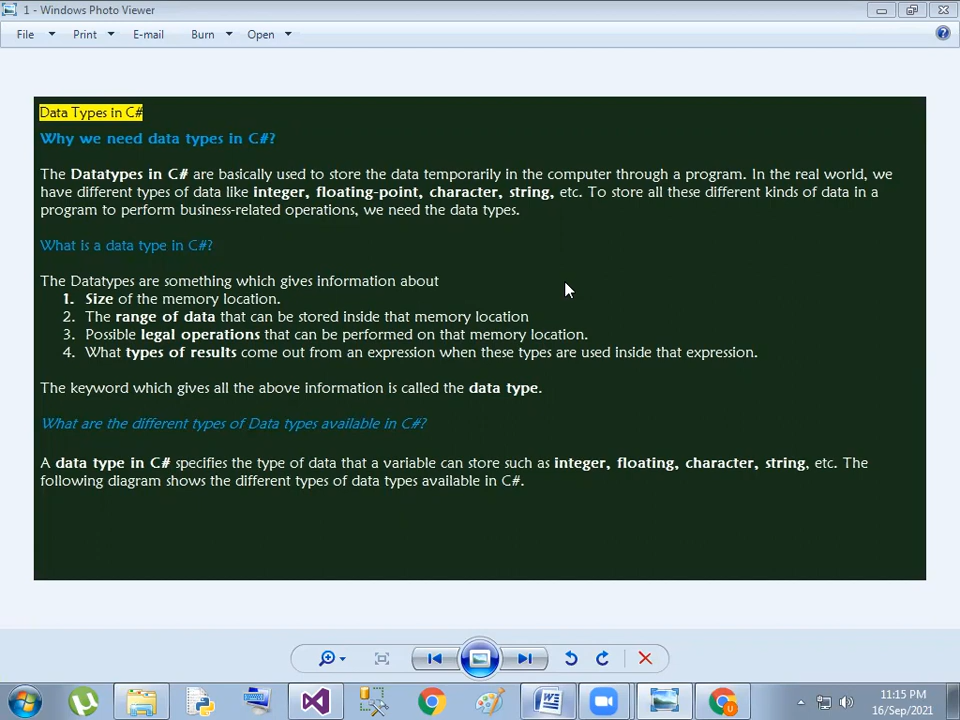 1 - Windows Photo Viewer
File Print E-mail Burn Open
Data Types in C#
Why we need data types in C#?
The Datatypes in C# are basically used to store the data temporarily in the computer through a program. In the real world, we
have different types of data like integer, floating-point, character, string, etc. To store all these different kinds of data in a
program to perform business-related operations, we need the data types.
What is a data type in C#?
The Datatypes are something which gives information about
1. Size of the memory location.
2. The range of data that can be stored inside that memory location
3. Possible legal operations that can be performed on that memory location.
4. What types of results come out from an expression when these types are used inside that expression.
The keyword which gives all the above information is called the data type.
What are the different types of Data types available in C#?
A data type in C# specifies the type of data that a variable can store such as integer, floating, character, string, etc. The
following diagram shows the different types of data types available in C#.
11:15 PM
16/Sep/2021